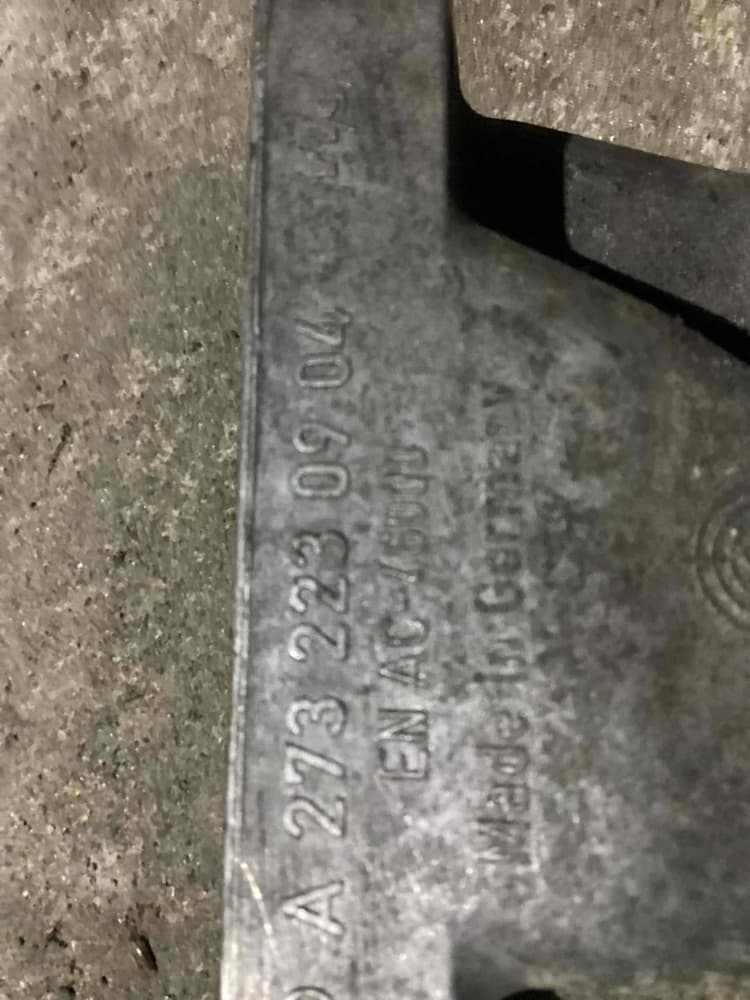 A 273 223 09 04
EN AC-46000
Made in Germany